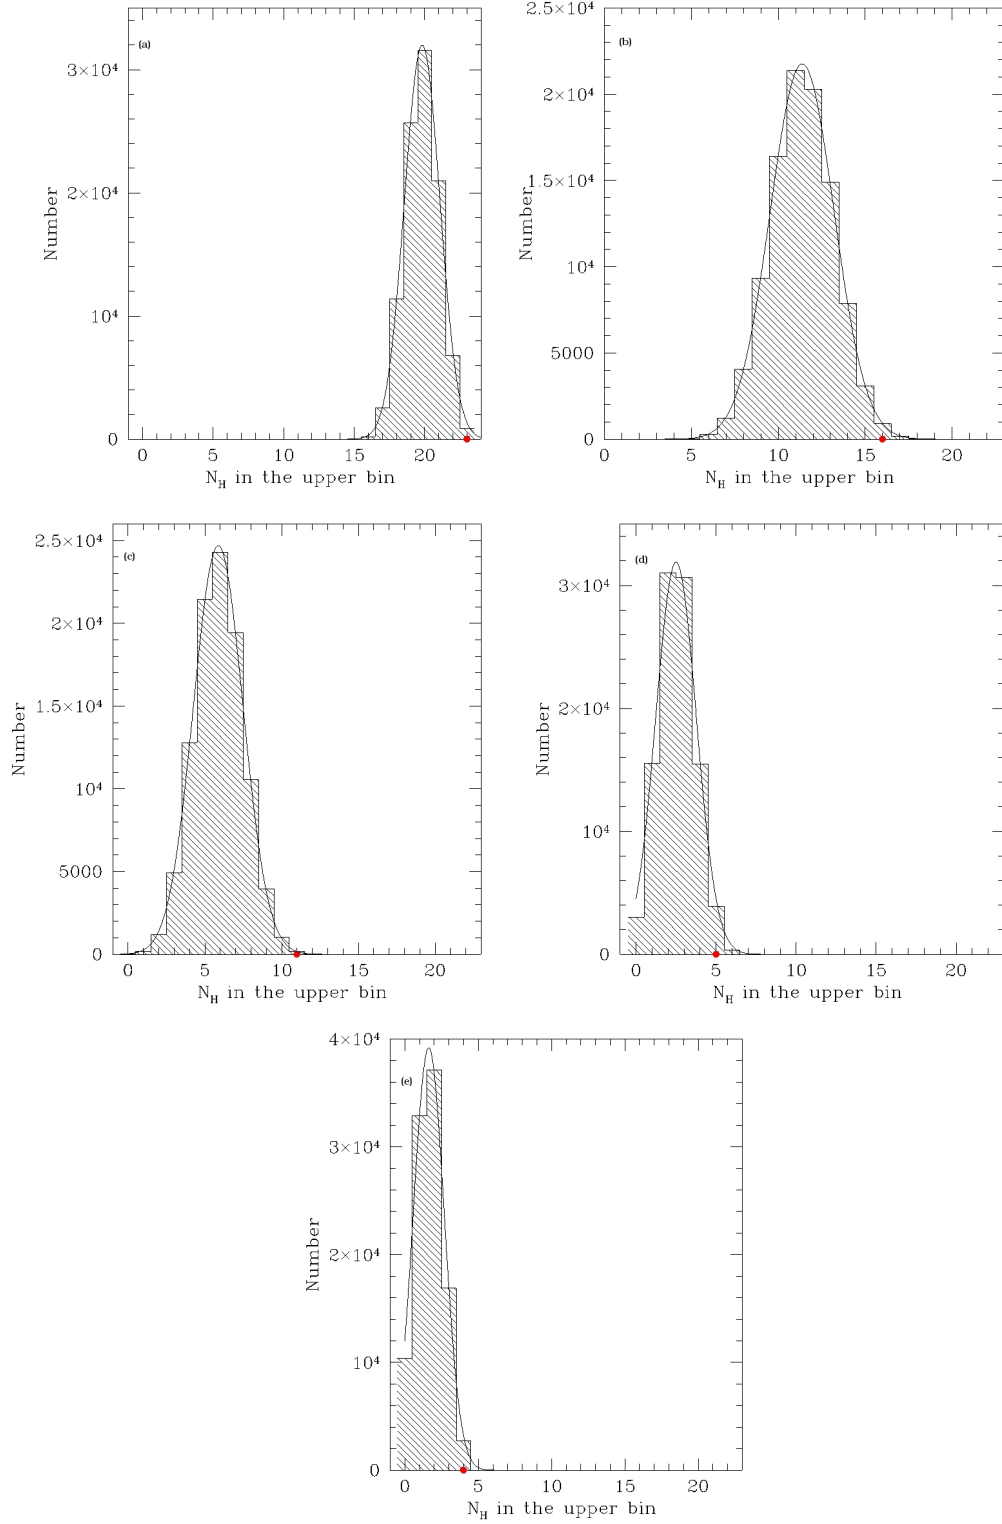 (a)
3×10⁴
2×10⁴
10⁴
0
Number
0 5 10 15 20
N_H in the upper bin
(b)
2.5×10⁴
2×10⁴
1.5×10⁴
10⁴
5000
0
Number
0 5 10 15 20
N_H in the upper bin
(c)
2.5×10⁴
2×10⁴
1.5×10⁴
10⁴
5000
0
Number
0 5 10 15 20
N_H in the upper bin
(d)
3×10⁴
2×10⁴
10⁴
0
Number
0 5 10 15 20
N_H in the upper bin
(e)
4×10⁴
3×10⁴
2×10⁴
10⁴
0
Number
0 5 10 15 20
N_H in the upper bin